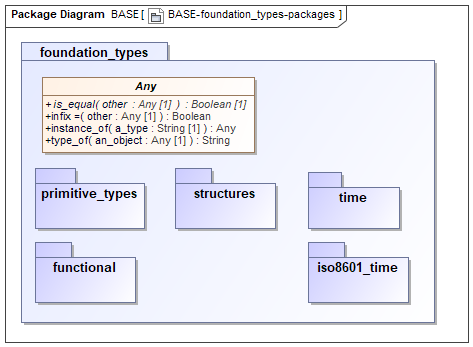 Package Diagram BASE [ BASE-foundation_types-packages ]
foundation_types
Any
+ is_equal( other : Any [1] ) : Boolean [1]
+infix =( other : Any [1] ) : Boolean
+instance_of( a_type : String [1] ) : Any
+type_of( an_object : Any [1] ) : String
primitive_types
structures
time
functional
iso8601_time